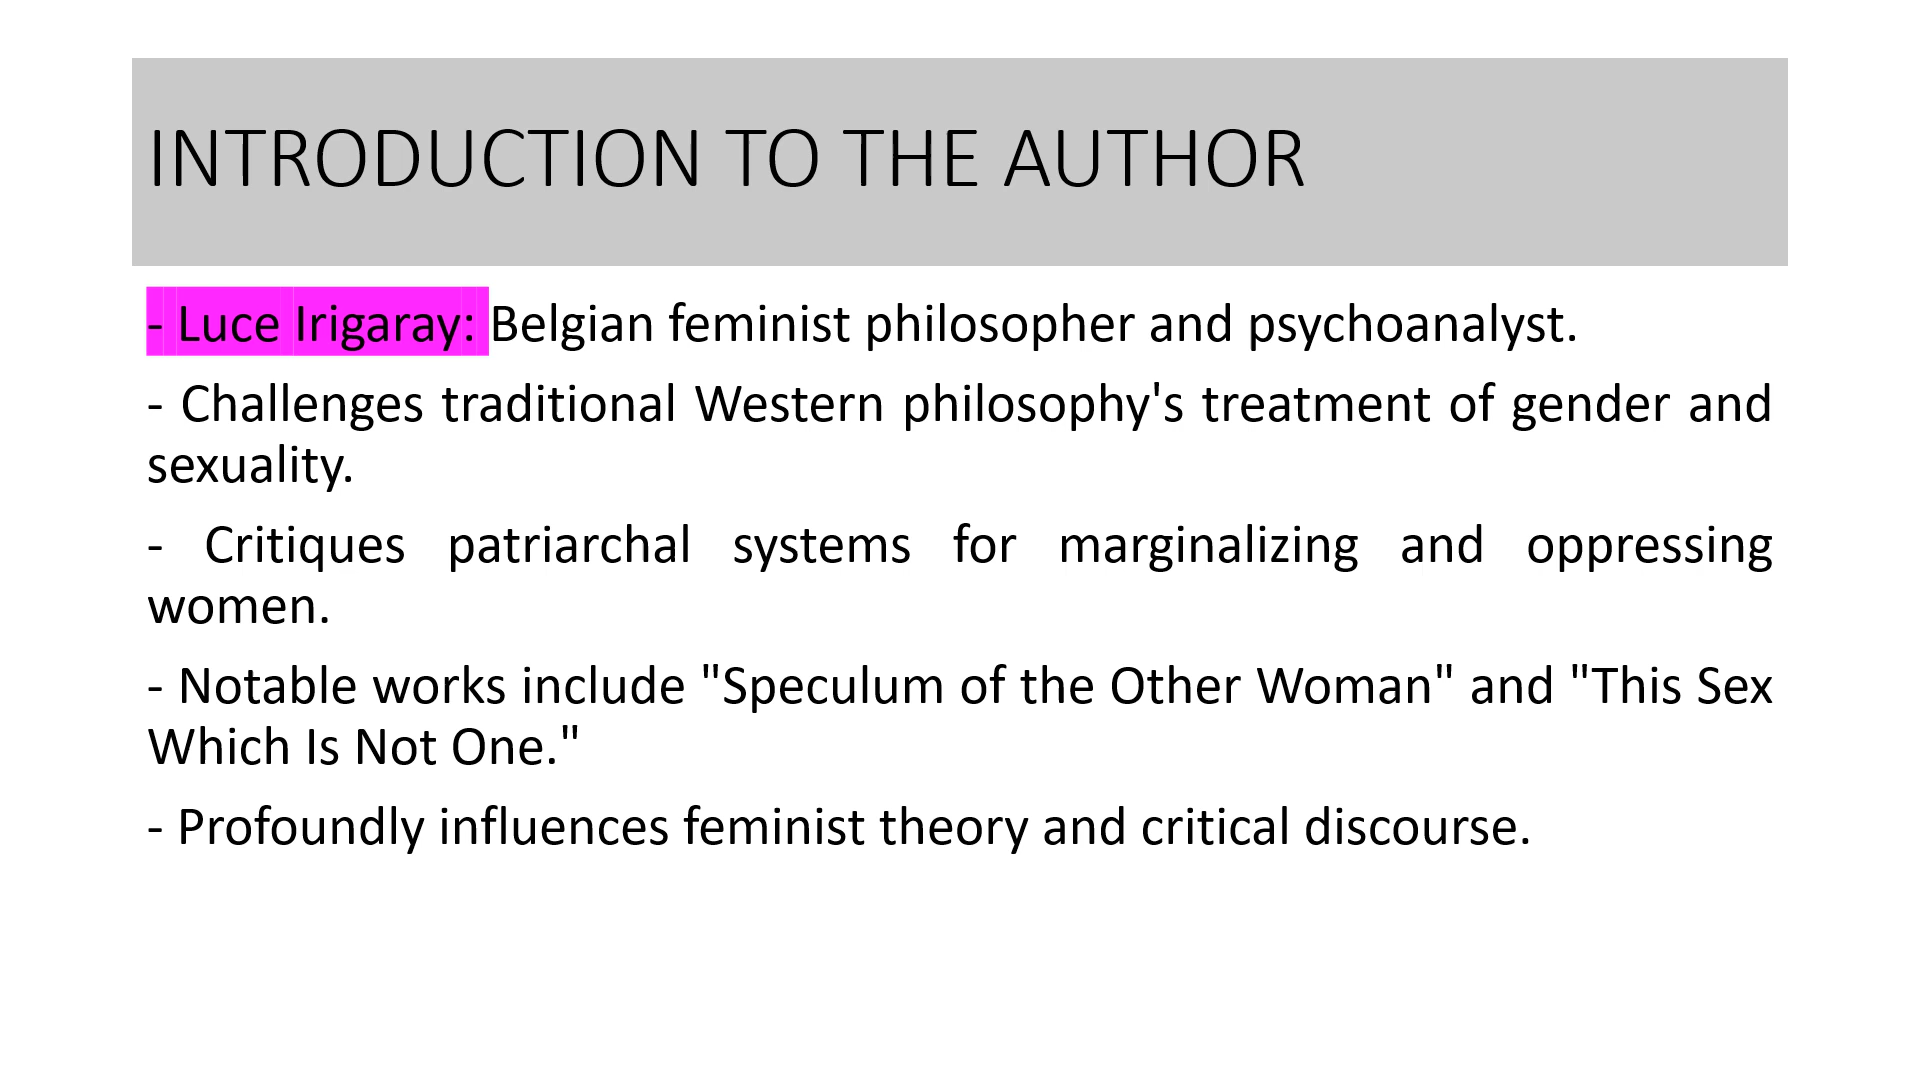 INTRODUCTION TO THE AUTHOR
- Luce Irigaray: Belgian feminist philosopher and psychoanalyst.
- Challenges traditional Western philosophy's treatment of gender and
sexuality.
- Critiques patriarchal systems for marginalizing and oppressing
women.
- Notable works include "Speculum of the Other Woman" and "This Sex
Which Is Not One."
- Profoundly influences feminist theory and critical discourse.